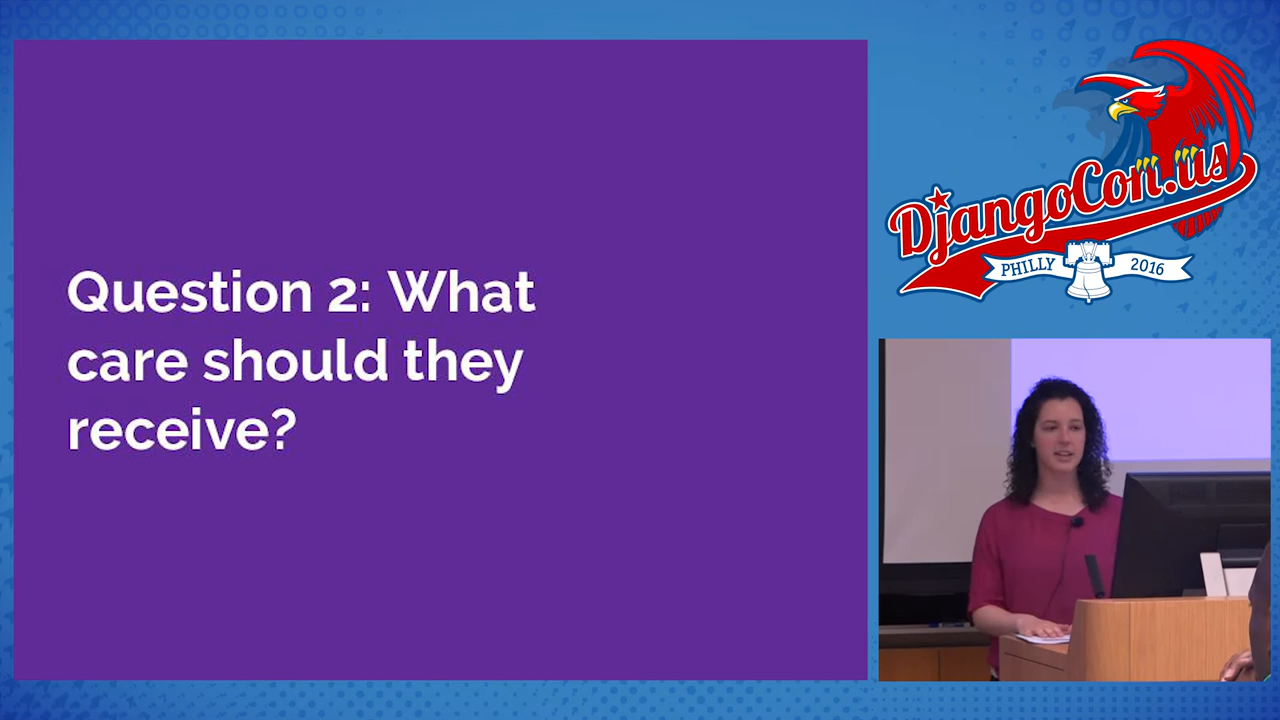 Question 2: What
care should they
receive?
DjangoCon.us
PHILLY 2016